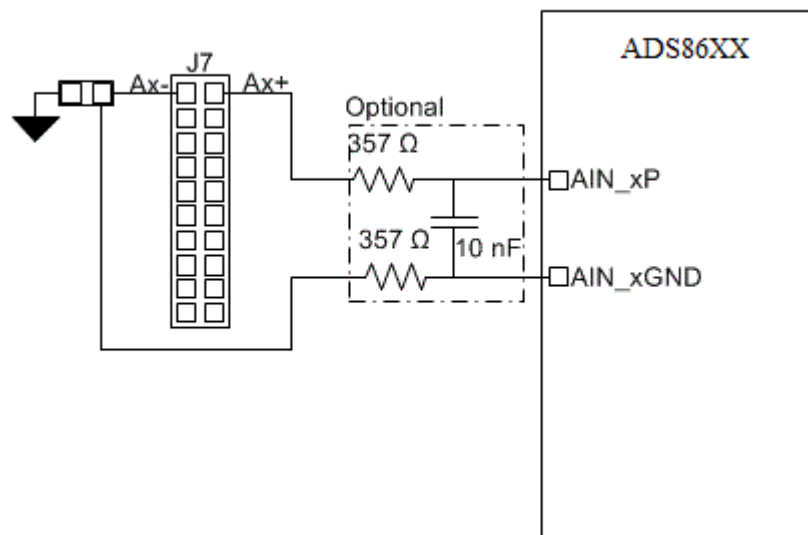 ADS86XX
J7
Ax-
Ax+
Optional
357 Ω
AIN_xP
357 Ω
10 nF
AIN_xGND